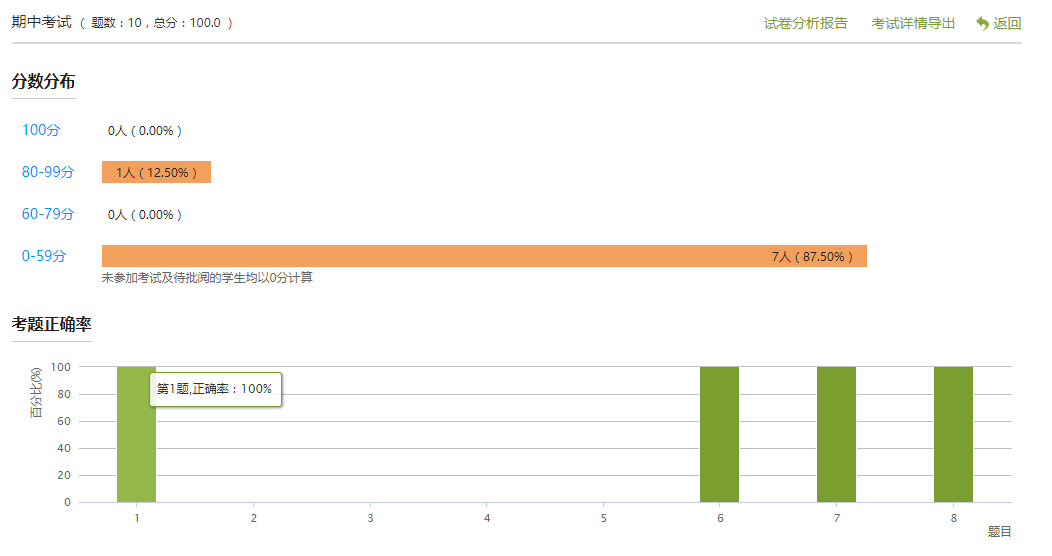 期中考试 ( 题数：10，总分：100.0 )
试卷分析报告 考试详情导出 返回
分数分布
100分 0人 ( 0.00% )
80-99分 1人 ( 12.50% )
60-79分 0人 ( 0.00% )
0-59分 7人 ( 87.50% )
未参加考试及待批阅的学生均以0分计算
考题正确率
百分比(%)
100
80
60
40
20
0
第1题,正确率：100%
1 2 3 4 5 6 7 8
题目